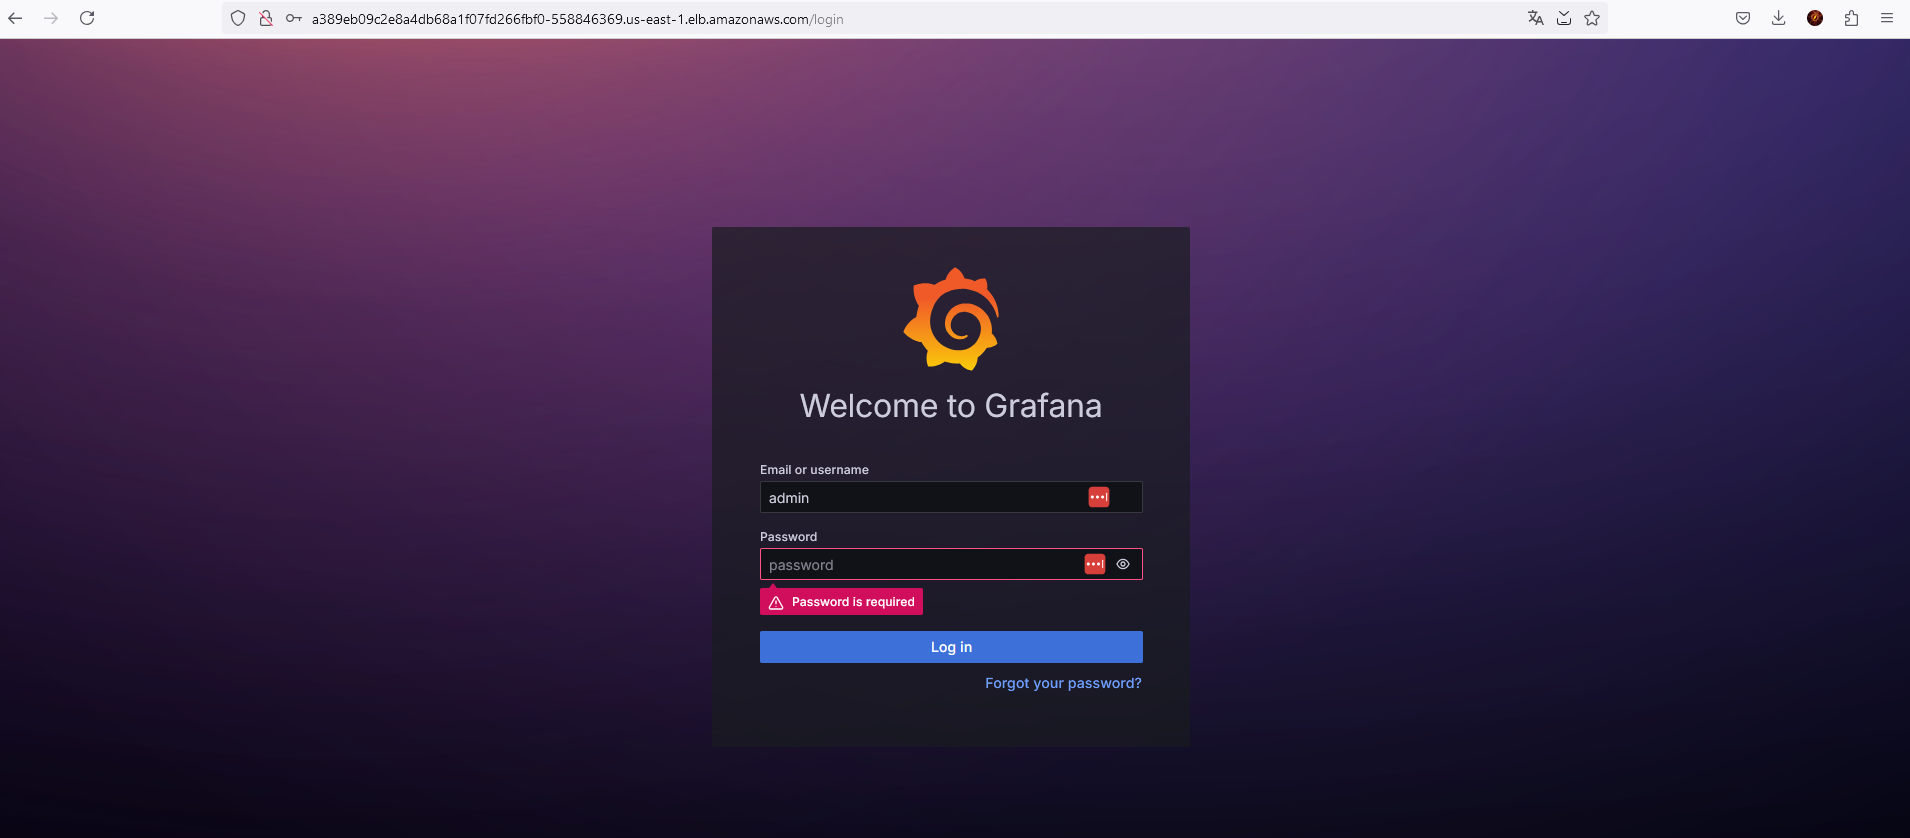 a389eb09c2e8a4db68a1f07fd266fbf0-558846369.us-east-1.elb.amazonaws.com/login
Welcome to Grafana
Email or username
admin
Password
password
Password is required
Log in
Forgot your password?